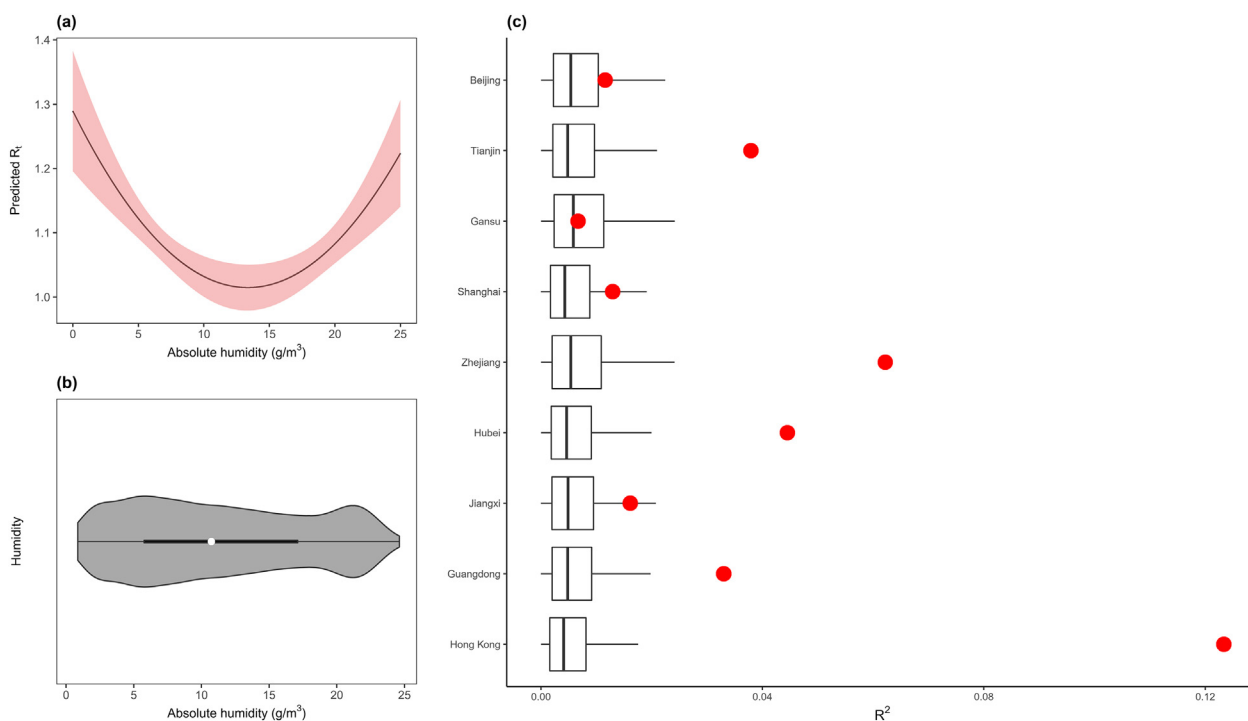 (a)
1.4
1.3
1.2
1.1
1.0
Predicted Rt
0 5 10 15 20 25
Absolute humidity (g/m³)
(b)
Humidity
0 5 10 15 20 25
Absolute humidity (g/m³)
(c)
Beijing
Tianjin
Gansu
Shanghai
Zhejiang
Hubei
Jiangxi
Guangdong
Hong Kong
0.00 0.04 0.08 0.12
R²